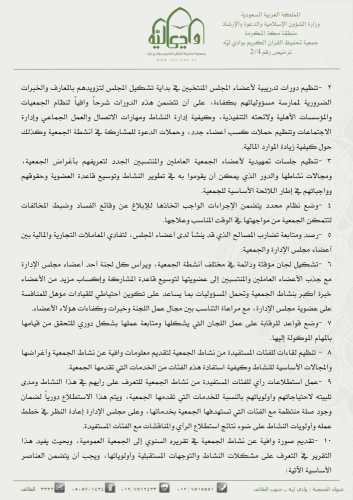 المملكة العربية السعودية
وزارة الشؤون الإسلامية والدعوة والإرشاد
منطقة مكة المكرمة
جمعية تحفيظ القرآن الكريم بوادي ليّه
ترخيص رقم 2/4
٢ -تنظيم دورات تدريبية لأعضاء المجلس المنتخبين في بداية تشكيل المجلس لتزويدهم بالمعارف والخبرات
الضرورية لممارسة مسؤولياتهم بكفاءة، على أن تتضمن هذه الدورات شرحاً وافياً لنظام الجمعيات
والمؤسسات الأهلية ولائحته التنفيذية، وكيفية إدارة النشاط ومهارات الاتصال والعمل الجماعي وإدارة
الاجتماعات وتنظيم حملات كسب أعضاء جدد، وحملات الدعوة للمشاركة في أنشطة الجمعية وكذلك
حول كيفية زيادة الموارد المالية.
٣ -تنظيم جلسات تمهيدية لأعضاء الجمعية العاملين والمنتسبين الجدد لتعريفهم بأغراض الجمعية،
ومجالات نشاطها والدور الذي يمكن أن يقوموا به في تطوير النشاط وتوسيع قاعدة العضوية وحقوقهم
وواجباتهم في إطار اللائحة الأساسية للجمعية.
٤ -وضع نظام محدد يتضمن الإجراءات الواجب اتخاذها للإبلاغ عن وقائع الفساد وضبط المخالفات
لتتمكن الجمعية من مواجهتها في الوقت المناسب وعلاجها.
٥ -رصد ومتابعة تضارب المصالح الذي قد ينشأ لدى أعضاء المجلس، لتفادي المعاملات التجارية والمالية بين
أعضاء مجلس الإدارة والجمعية.
٦ -تشكيل لجان مؤقتة ودائمة في مختلف أنشطة الجمعية، ويرأس كل لجنة أحد أعضاء مجلس الإدارة
مع جذب الأعضاء العاملين والمنتسبين إلى عضويتها لتوسيع قاعدة المشاركة وإكساب مزيد من الأعضاء
خبرة أكبر بنشاط الجمعية وتحمل المسؤوليات بما يساعد على تكوين احتياطي لقيادات مؤهل للمنافسة
على عضوية مجلس الإدارة، مع مراعاة التناسب بين مجال عمل اللجنة وخبرات وكفاءات هؤلاء الأعضاء.
٧ -وضع قواعد للرقابة على عمل اللجان التي يشكلها ومتابعة عملها بشكل دوري للتحقق من قيامها
بالمهام الموكولة إليها.
٨ -تنظيم لقاءات للفئات المستفيدة من نشاط الجمعية لتقديم معلومات وافية عن نشاط الجمعية وأغراضها
والمجالات الأساسية للنشاط وكيفية استفادة هذه الفئات من الخدمات التي تقدمها الجمعية.
٩ -عمل استطلاعات رأي للفئات المستفيدة من نشاط الجمعية للتعرف على رأيهم في هذا النشاط ومدى
تلبيته لاحتياجاتهم وأولوياتهم بالنسبة للخدمات التي تقدمها الجمعية، ويتم هذا الاستطلاع دورياً لضمان
وجود صلة منتظمة مع الفئات التي تستهدفها الجمعية بخدماتها، وعلى مجلس الإدارة إعادة النظر في خطط
عمله وأولويات النشاط على ضوء نتائج استطلاع الرأي والمناقشات مع الفئات المستفيدة.
١٠ -تقديم صورة وافية عن نشاط الجمعية في تقريره السنوي إلى الجمعية العمومية، وبحيث يفيد هذا
التقرير في التعرف على مشكلات النشاط والتوجهات المستقبلية وأولوياتها، ويجب أن يتضمن العناصر
الأساسية الآتية: